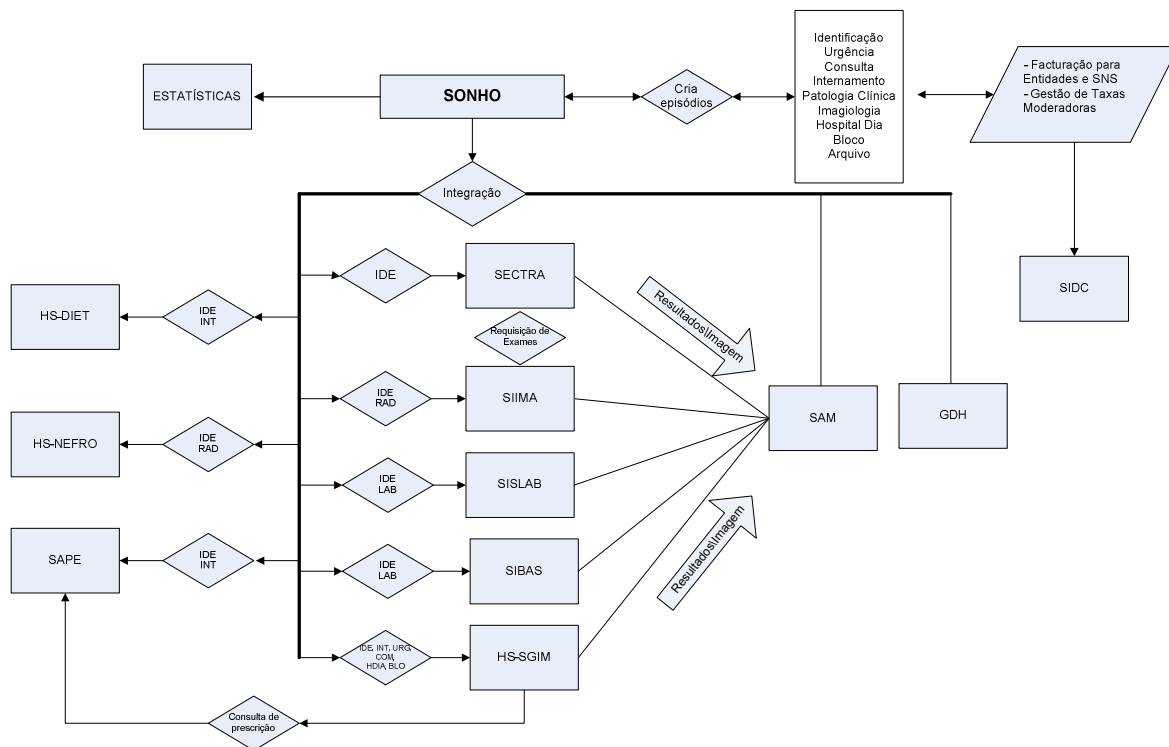 Identificação
Urgência
Consulta
Internamento
Patologia Clínica
Imagiologia
Hospital Dia
Bloco
Arquivo
- Facturação para
Entidades e SNS
- Gestão de Taxas
Moderadoras
ESTATÍSTICAS
SONHO
Cria
episódios
Integração
SIDC
IDE
SECTRA
Resultados\Imagem
HS-DIET
IDE
INT
Requisição de
Exames
IDE
RAD
SIIMA
SAM
GDH
HS-NEFRO
IDE
RAD
IDE
LAB
SISLAB
Resultados\Imagem
SAPE
IDE
INT
IDE
LAB
SIBAS
IDE, INT, URG,
COM,
HDIA, BLO
HS-SGIM
Consulta de
prescrição